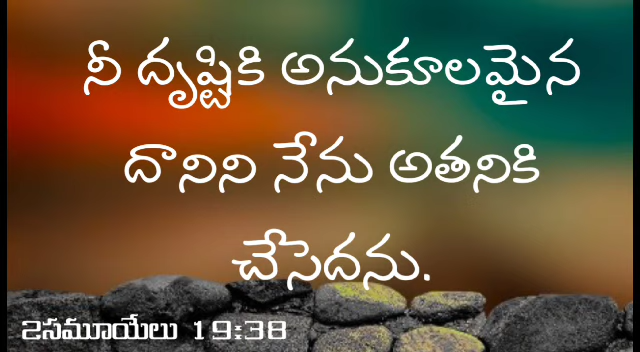 నీ దృష్టికి అనుకూలమైన
దానిని నేను అతనికి
చేసెదను.
2సమూయేలు 19:38